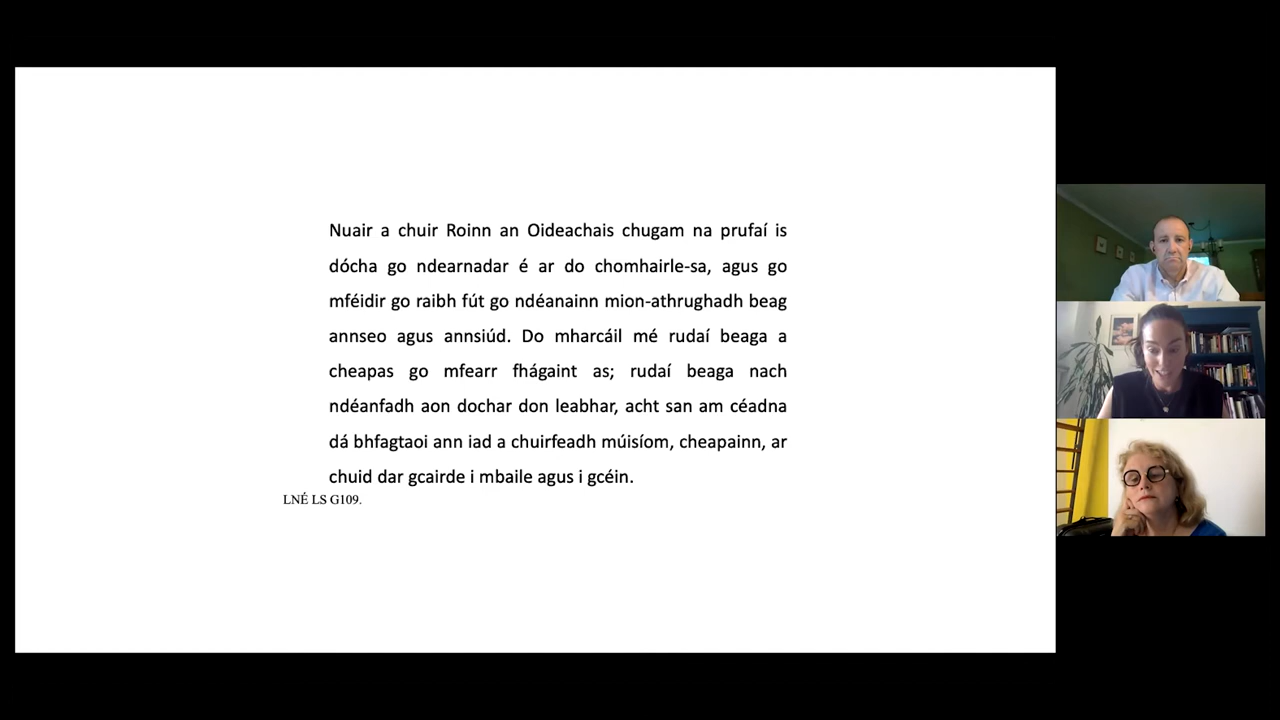 Nuair a chuir Roinn an Oideachais chugam na prufaí is
dócha go ndearnadar é ar do chomhairle-sa, agus go
mféidir go raibh fút go ndéanainn mion-athrughadh beag
annseo agus annsiúd. Do mharcáil mé rudaí beaga a
cheapas go mfearr fhágaint as; rudaí beaga nach
ndéanfadh aon dochar don leabhar, acht san am céadna
dá bhfagtaoi ann iad a chuirfeadh múisíom, cheapainn, ar
chuid dar gcairde i mbaile agus i gcéin.
LNÉ LS G109.